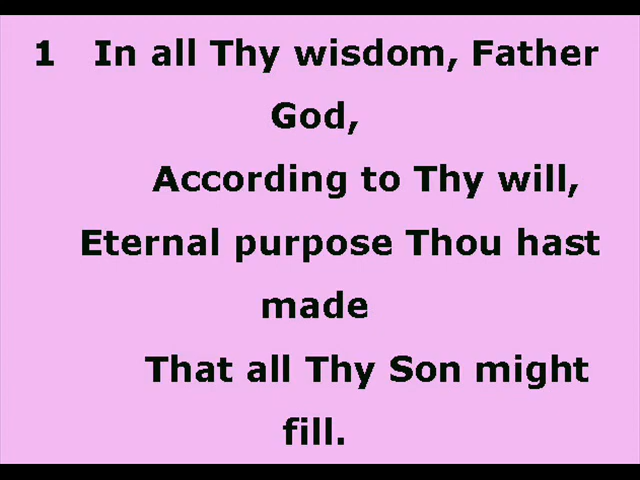 1 In all Thy wisdom, Father
God,
According to Thy will,
Eternal purpose Thou hast
made
That all Thy Son might
fill.